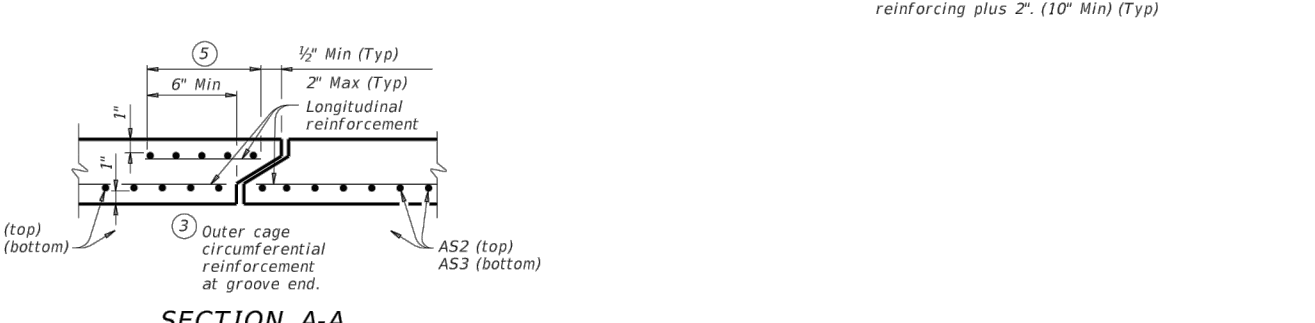 reinforcing plus 2". (10" Min) (Typ)
5
½" Min (Typ)
6" Min
2" Max (Typ)
1"
Longitudinal
reinforcement
1"
3
Outer cage
circumferential
reinforcement
at groove end.
(top)
(bottom)
AS2 (top)
AS3 (bottom)
SECTION A-A